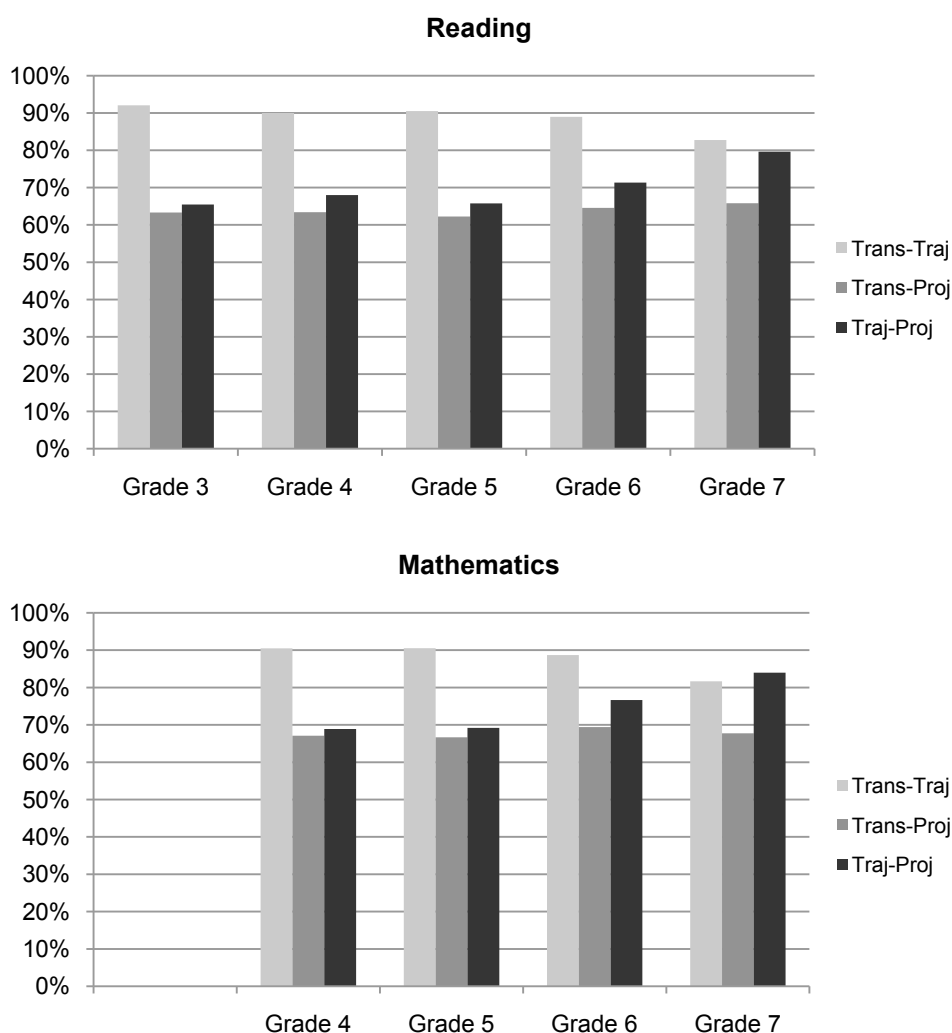 Reading
100%
90%
80%
70%
60%
50%
40%
30%
20%
10%
0%
Grade 3 Grade 4 Grade 5 Grade 6 Grade 7
Trans-Traj
Trans-Proj
Traj-Proj
Mathematics
100%
90%
80%
70%
60%
50%
40%
30%
20%
10%
0%
Grade 4 Grade 5 Grade 6 Grade 7
Trans-Traj
Trans-Proj
Traj-Proj